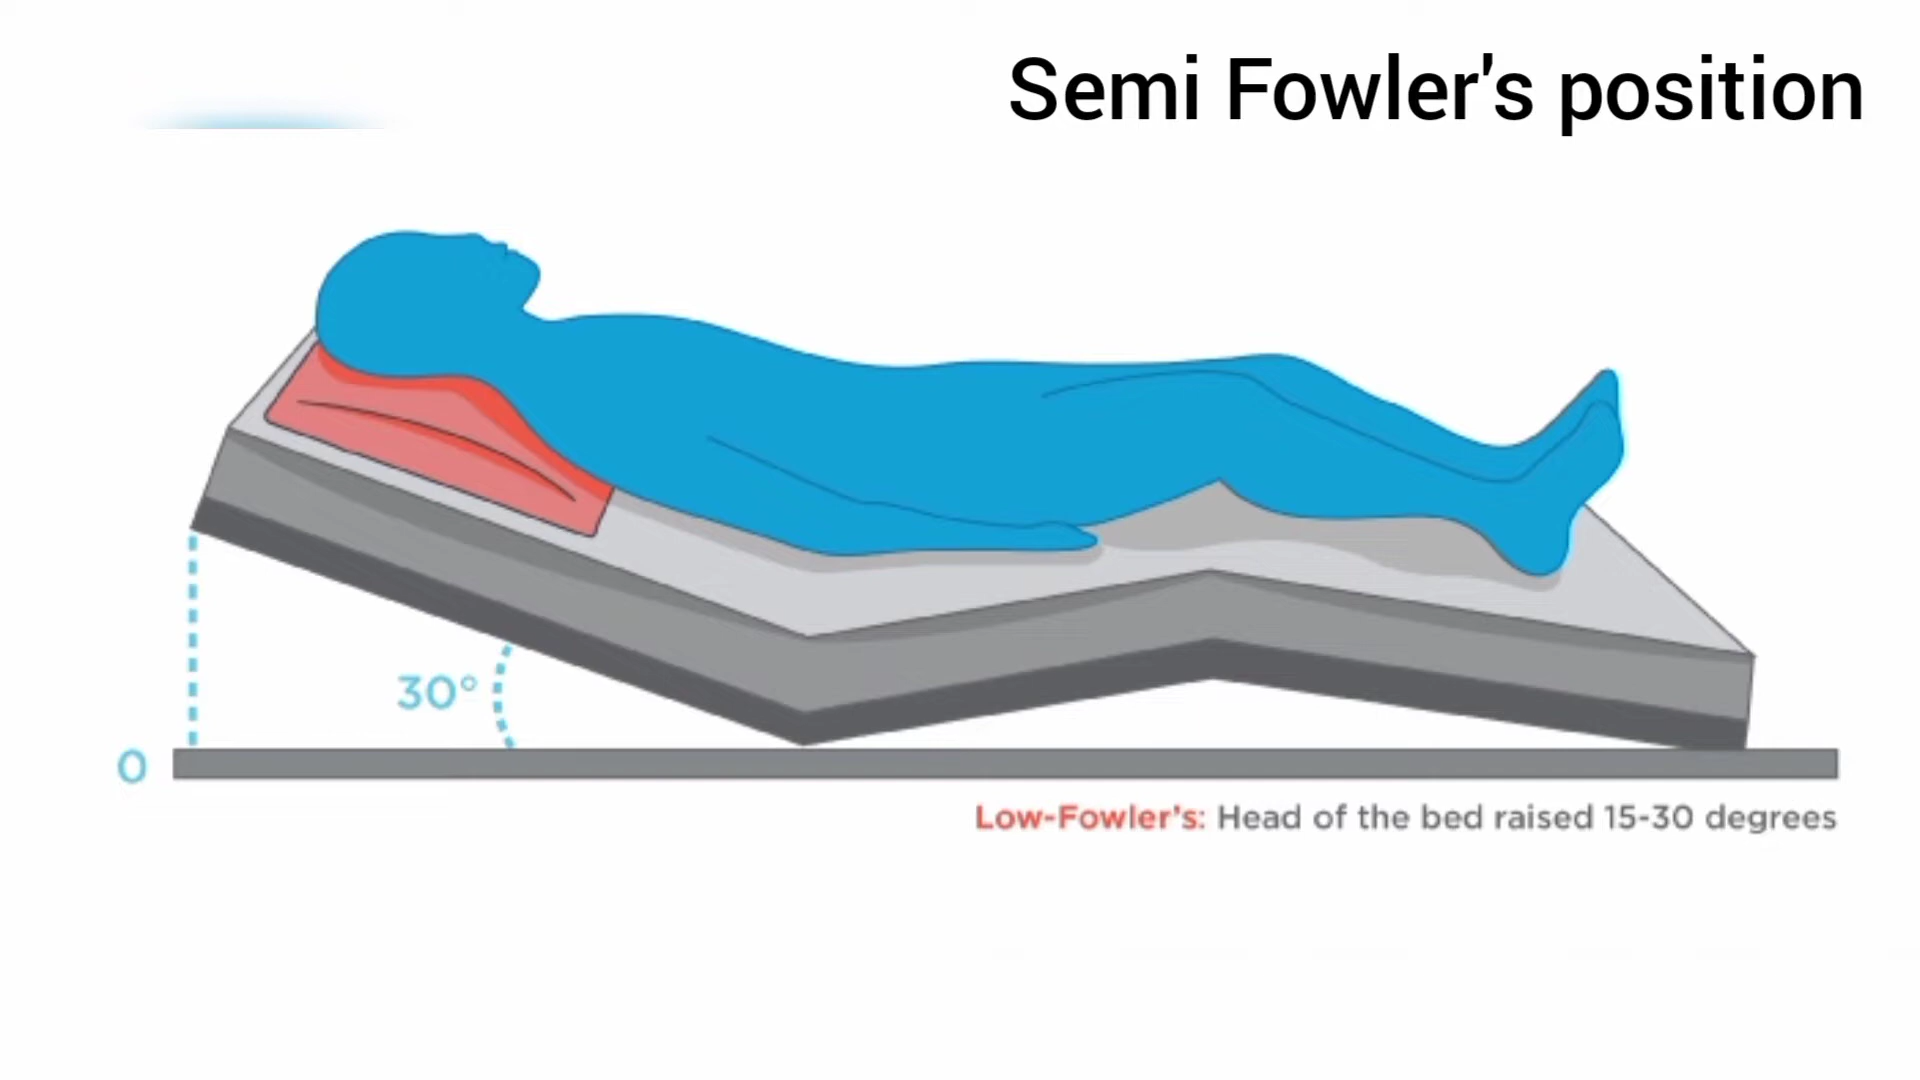 Semi Fowler's position
30°
0
Low-Fowler's: Head of the bed raised 15-30 degrees